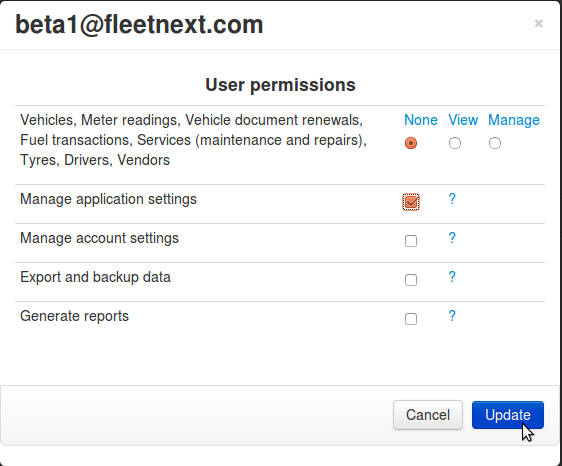 beta1@fleetnext.com
×
User permissions
Vehicles, Meter readings, Vehicle document renewals, None View Manage
Fuel transactions, Services (maintenance and repairs),
Tyres, Drivers, Vendors
Manage application settings ?
Manage account settings ?
Export and backup data ?
Generate reports ?
Cancel Update